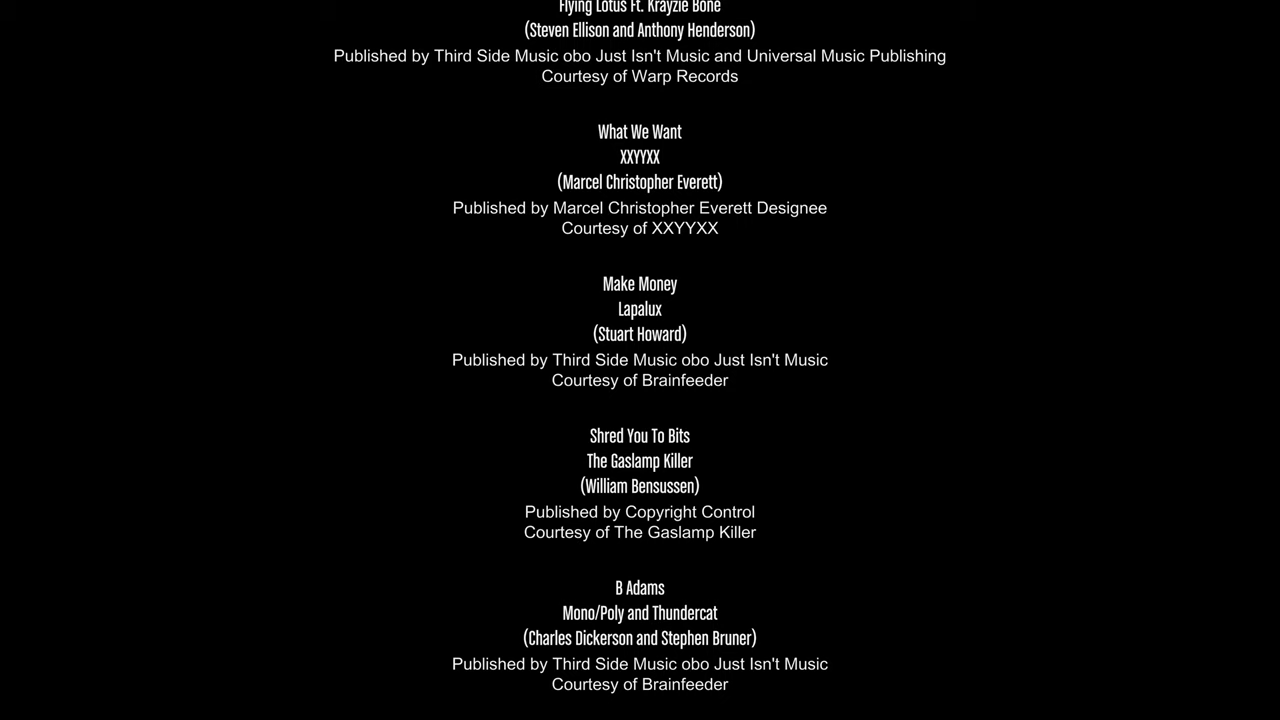 Flying Lotus Ft. Krayzie Bone
(Steven Ellison and Anthony Henderson)
Published by Third Side Music obo Just Isn't Music and Universal Music Publishing
Courtesy of Warp Records
What We Want
XXYYXX
(Marcel Christopher Everett)
Published by Marcel Christopher Everett Designee
Courtesy of XXYYXX
Make Money
Lapalux
(Stuart Howard)
Published by Third Side Music obo Just Isn't Music
Courtesy of Brainfeeder
Shred You To Bits
The Gaslamp Killer
(William Bensussen)
Published by Copyright Control
Courtesy of The Gaslamp Killer
B Adams
Mono/Poly and Thundercat
(Charles Dickerson and Stephen Bruner)
Published by Third Side Music obo Just Isn't Music
Courtesy of Brainfeeder